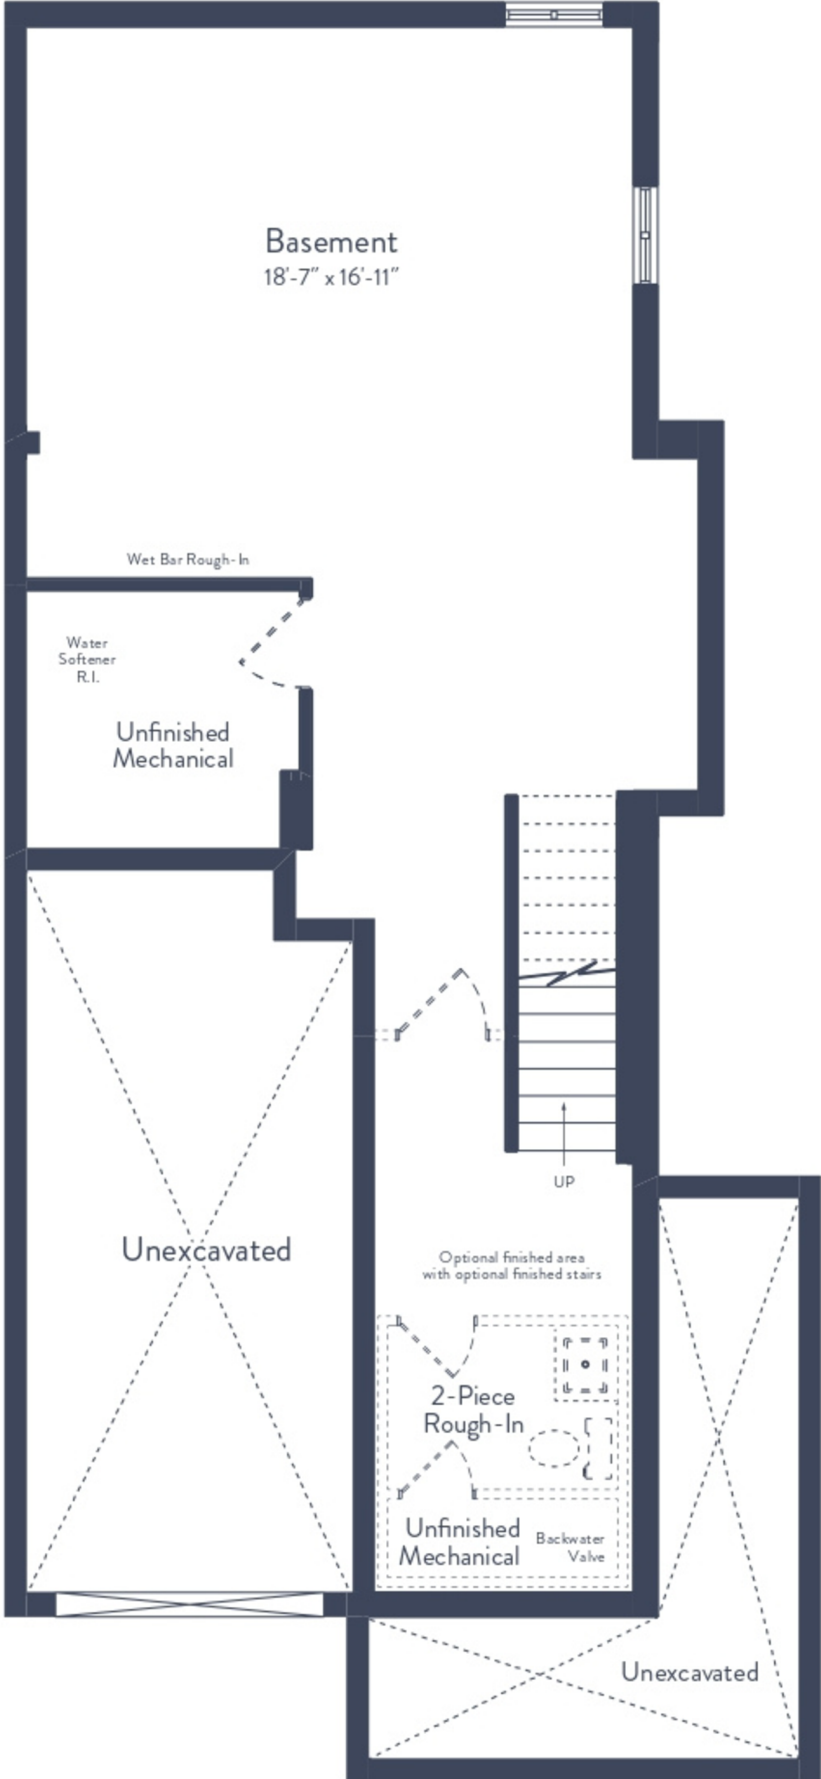 Basement
18'-7" x 16'-11"
Wet Bar Rough-In
Water
Softener
R.I.
Unfinished
Mechanical
UP
Unexcavated
Optional finished area
with optional finished stairs
2-Piece
Rough-In
Unfinished
Mechanical
Backwater
Valve
Unexcavated